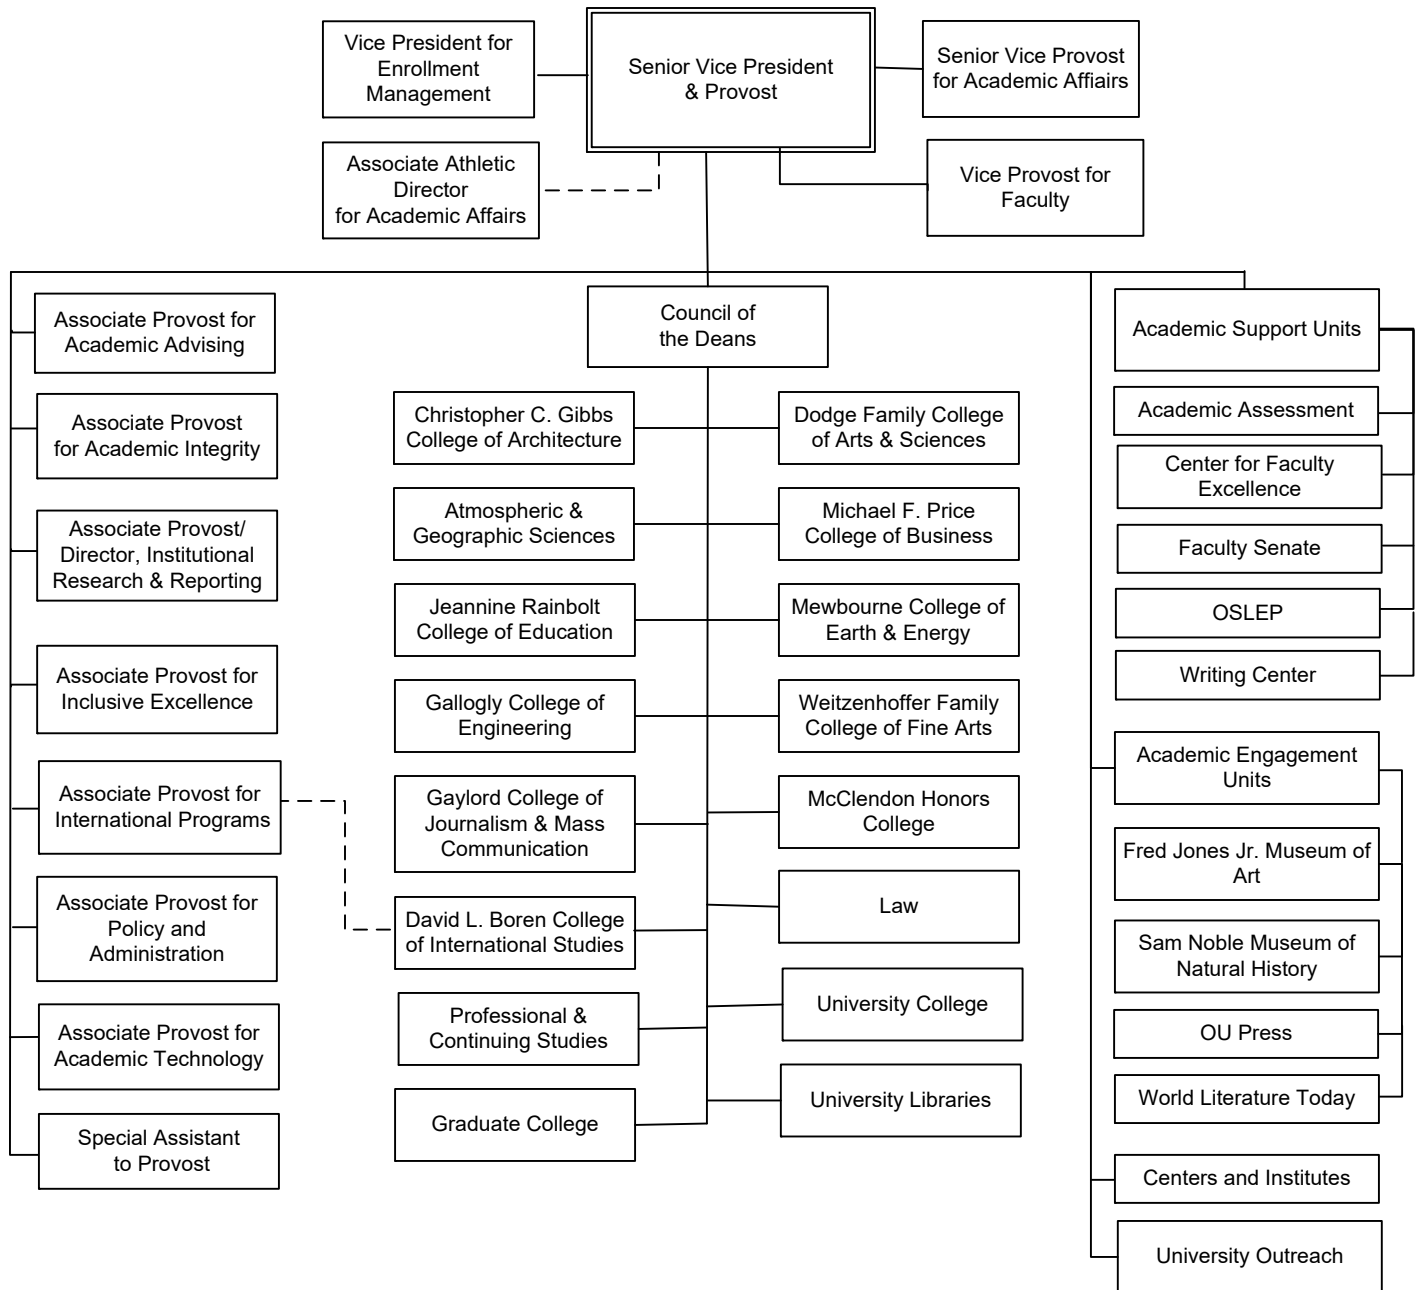 Vice President for
Enrollment
Management
Senior Vice President
& Provost
Senior Vice Provost
for Academic Affiairs
Associate Athletic
Director
for Academic Affairs
Vice Provost for
Faculty
Council of
the Deans
Associate Provost for
Academic Advising
Associate Provost
for Academic Integrity
Associate Provost/
Director, Institutional
Research & Reporting
Associate Provost for
Inclusive Excellence
Associate Provost for
International Programs
Associate Provost for
Policy and
Administration
Associate Provost for
Academic Technology
Special Assistant
to Provost
Christopher C. Gibbs
College of Architecture
Atmospheric &
Geographic Sciences
Jeannine Rainbolt
College of Education
Gallogly College of
Engineering
Gaylord College of
Journalism & Mass
Communication
David L. Boren College
of International Studies
Professional &
Continuing Studies
Graduate College
Dodge Family College
of Arts & Sciences
Michael F. Price
College of Business
Mewbourne College of
Earth & Energy
Weitzenhoffer Family
College of Fine Arts
McClendon Honors
College
Law
University College
University Libraries
Academic Support Units
Academic Assessment
Center for Faculty
Excellence
Faculty Senate
OSLEP
Writing Center
Academic Engagement
Units
Fred Jones Jr. Museum of
Art
Sam Noble Museum of
Natural History
OU Press
World Literature Today
Centers and Institutes
University Outreach